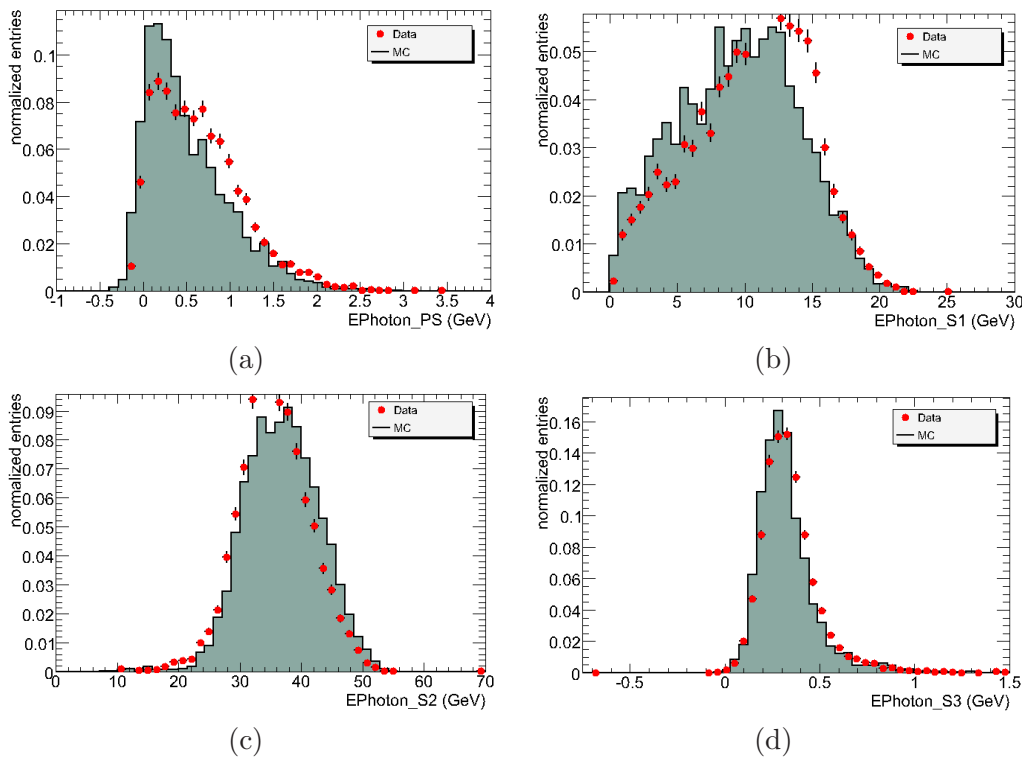 normalized entries
0.1
0.08
0.06
0.04
0.02
0
Data
MC
-1 -0.5 0 0.5 1 1.5 2 2.5 3 3.5 4
EPhoton_PS (GeV)
(a)
normalized entries
0.05
0.04
0.03
0.02
0.01
0
Data
MC
0 5 10 15 20 25 30
EPhoton_S1 (GeV)
(b)
normalized entries
0.09
0.08
0.07
0.06
0.05
0.04
0.03
0.02
0.01
0
Data
MC
0 10 20 30 40 50 60 70
EPhoton_S2 (GeV)
(c)
normalized entries
0.16
0.14
0.12
0.1
0.08
0.06
0.04
0.02
0
Data
MC
-0.5 0 0.5 1 1.5
EPhoton_S3 (GeV)
(d)